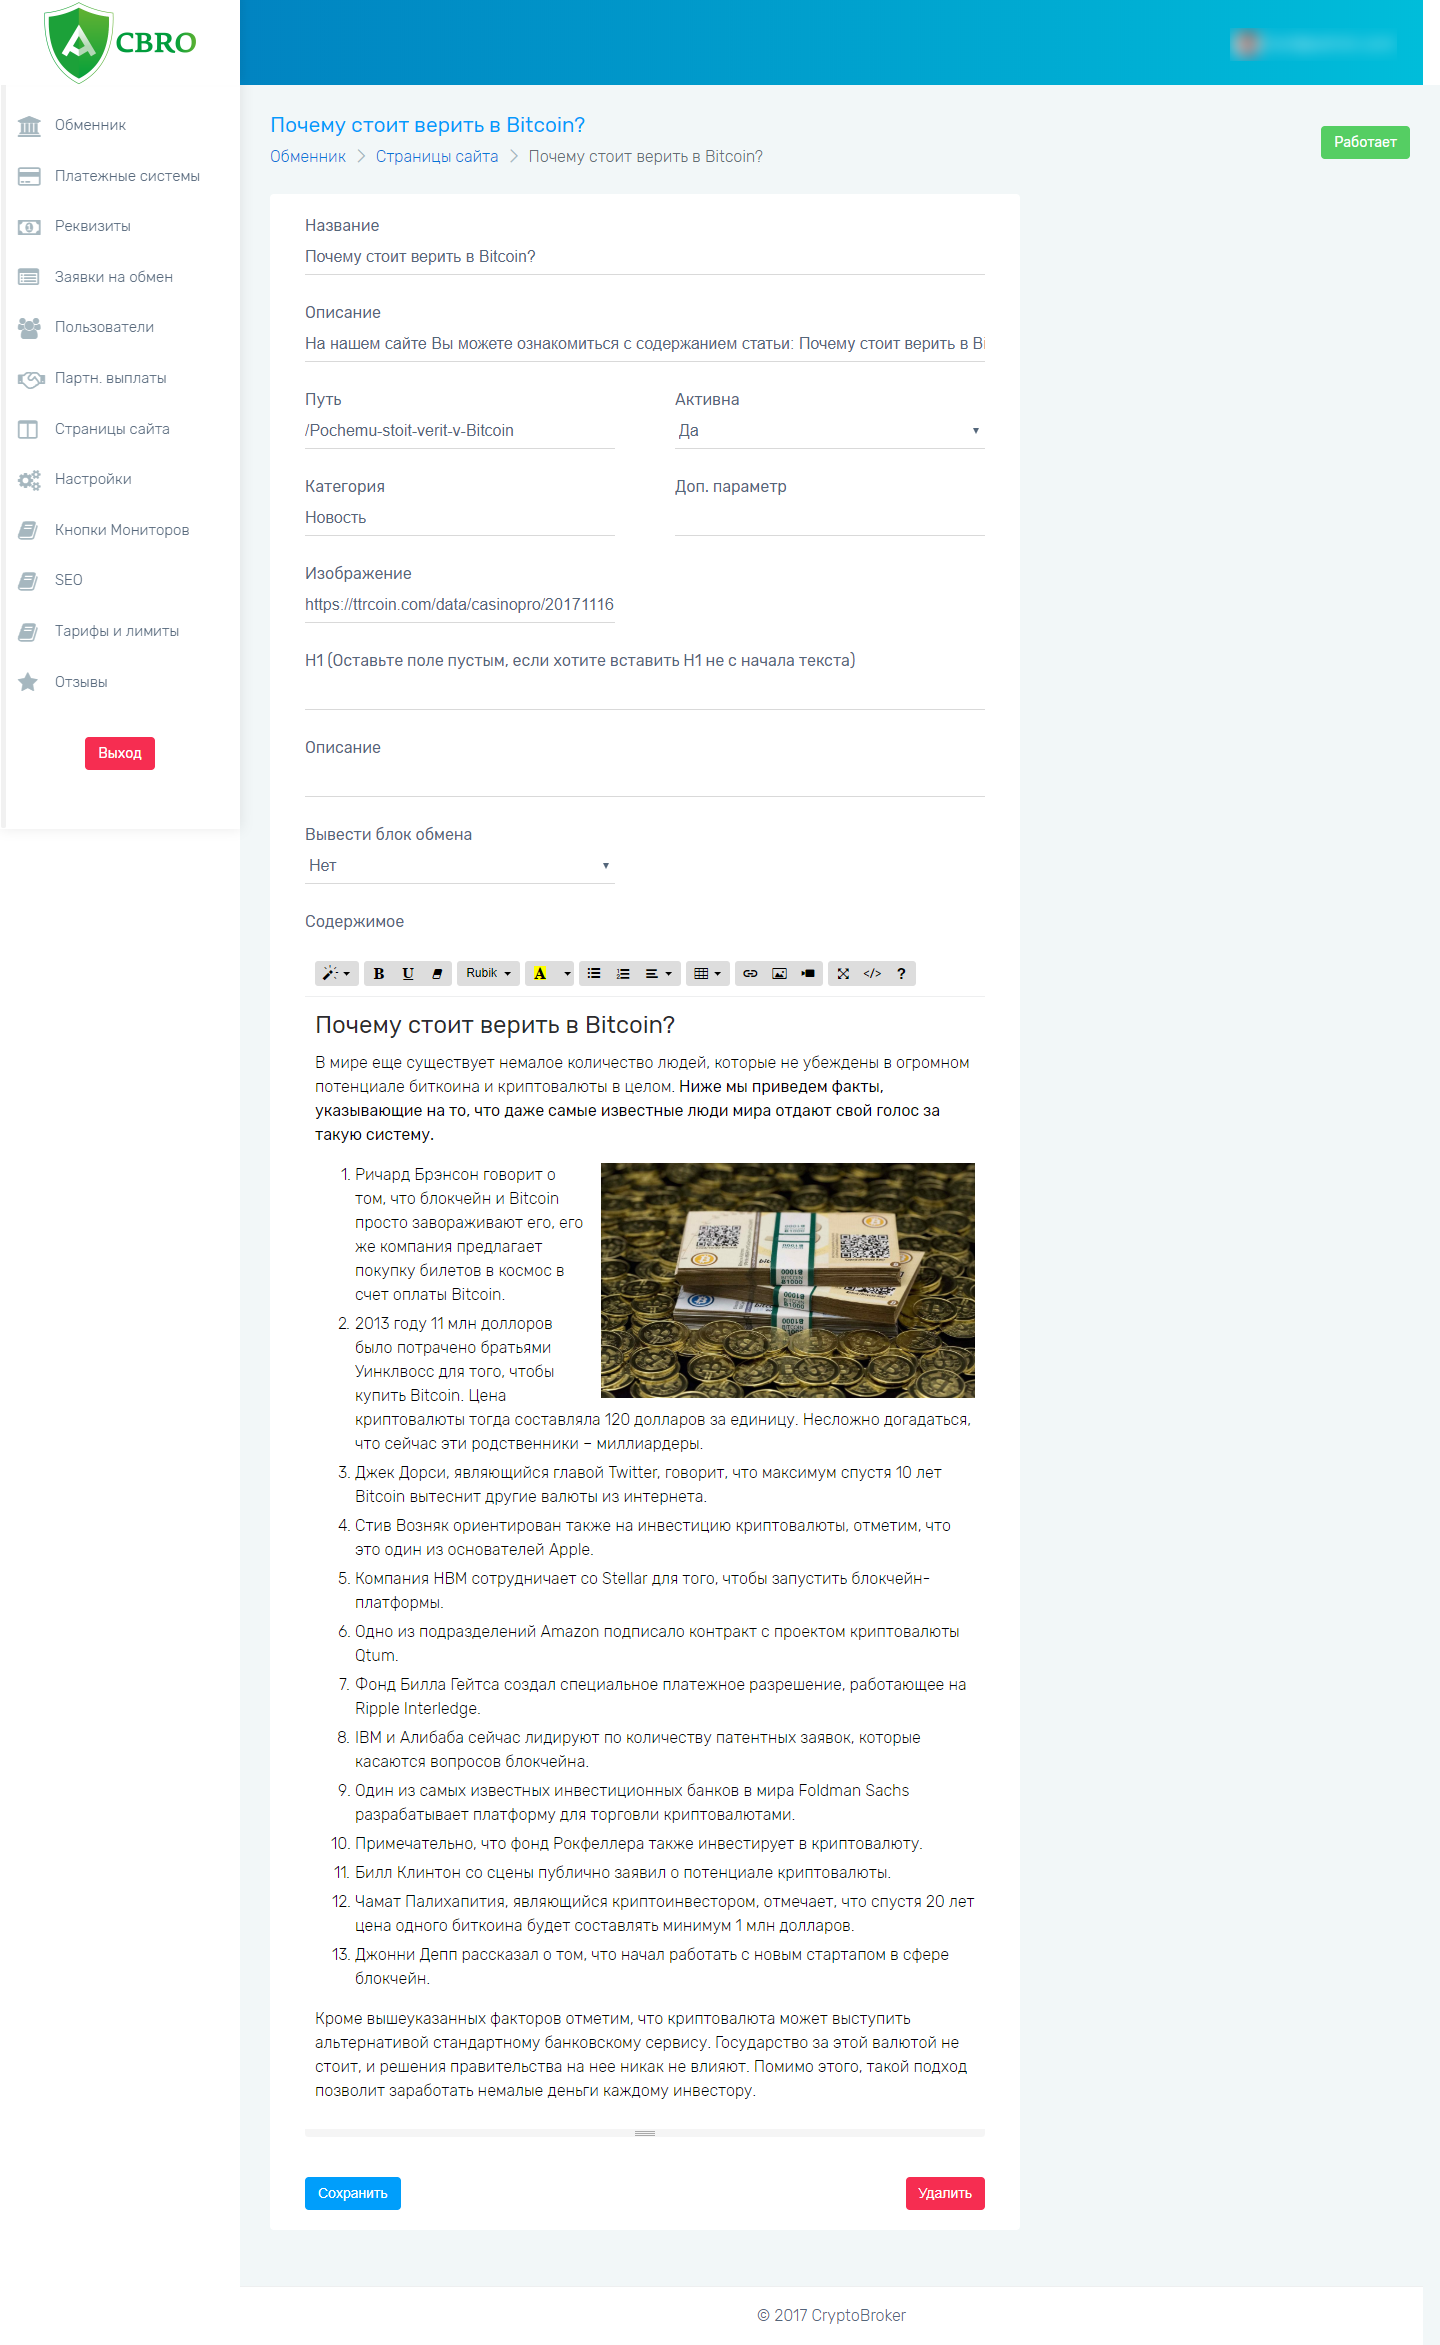 CBRO
Обменник
Платежные системы
Реквизиты
Заявки на обмен
Пользователи
Партн. выплаты
Страницы сайта
Настройки
Кнопки Мониторов
SEO
Тарифы и лимиты
Отзывы
Выход
Почему стоит верить в Bitcoin?
Обменник > Страницы сайта > Почему стоит верить в Bitcoin?
Работает
Название
Почему стоит верить в Bitcoin?
Описание
На нашем сайте Вы можете ознакомиться с содержанием статьи: Почему стоит верить в Bi
Путь Активна
/Pochemu-stoit-verit-v-Bitcoin Да
Категория Доп. параметр
Новость
Изображение
https://ttrcoin.com/data/casinopro/20171116
H1 (Оставьте поле пустым, если хотите вставить H1 не с начала текста)
Описание
Вывести блок обмена
Нет
Содержимое
B U Rubik A </> ?
Почему стоит верить в Bitcoin?
В мире еще существует немалое количество людей, которые не убеждены в огромном
потенциале биткоина и криптовалюты в целом. Ниже мы приведем факты,
указывающие на то, что даже самые известные люди мира отдают свой голос за
такую систему.
1. Ричард Брэнсон говорит о
том, что блокчейн и Bitcoin
просто завораживают его, его
же компания предлагает
покупку билетов в космос в
счет оплаты Bitcoin.
2. 2013 году 11 млн долларов
было потрачено братьями
Уинклвосс для того, чтобы
купить Bitcoin. Цена
криптовалюты тогда составляла 120 долларов за единицу. Несложно догадаться,
что сейчас эти родственники – миллиардеры.
3. Джек Дорси, являющийся главой Twitter, говорит, что максимум спустя 10 лет
Bitcoin вытеснит другие валюты из интернета.
4. Стив Возняк ориентирован также на инвестицию криптовалюты, отметим, что
это один из основателей Apple.
5. Компания HBM сотрудничает со Stellar для того, чтобы запустить блокчейн-
платформы.
6. Одно из подразделений Amazon подписало контракт с проектом криптовалюты
Qtum.
7. Фонд Билла Гейтса создал специальное платежное разрешение, работающее на
Ripple Interledge.
8. IBM и Алибаба сейчас лидируют по количеству патентных заявок, которые
касаются вопросов блокчейна.
9. Один из самых известных инвестиционных банков в мира Foldman Sachs
разрабатывает платформу для торговли криптовалютами.
10. Примечательно, что фонд Рокфеллера также инвестирует в криптовалюту.
11. Билл Клинтон со сцены публично заявил о потенциале криптовалюты.
12. Чамат Палихапития, являющийся криптоинвестором, отмечает, что спустя 20 лет
цена одного биткоина будет составлять минимум 1 млн долларов.
13. Джонни Депп рассказал о том, что начал работать с новым стартапом в сфере
блокчейн.
Кроме вышеуказанных факторов отметим, что криптовалюта может выступить
альтернативой стандартному банковскому сервису. Государство за этой валютой не
стоит, и решения правительства на нее никак не влияют. Помимо этого, такой подход
позволит заработать немалые деньги каждому инвестору.
Сохранить Удалить
© 2017 CryptoBroker